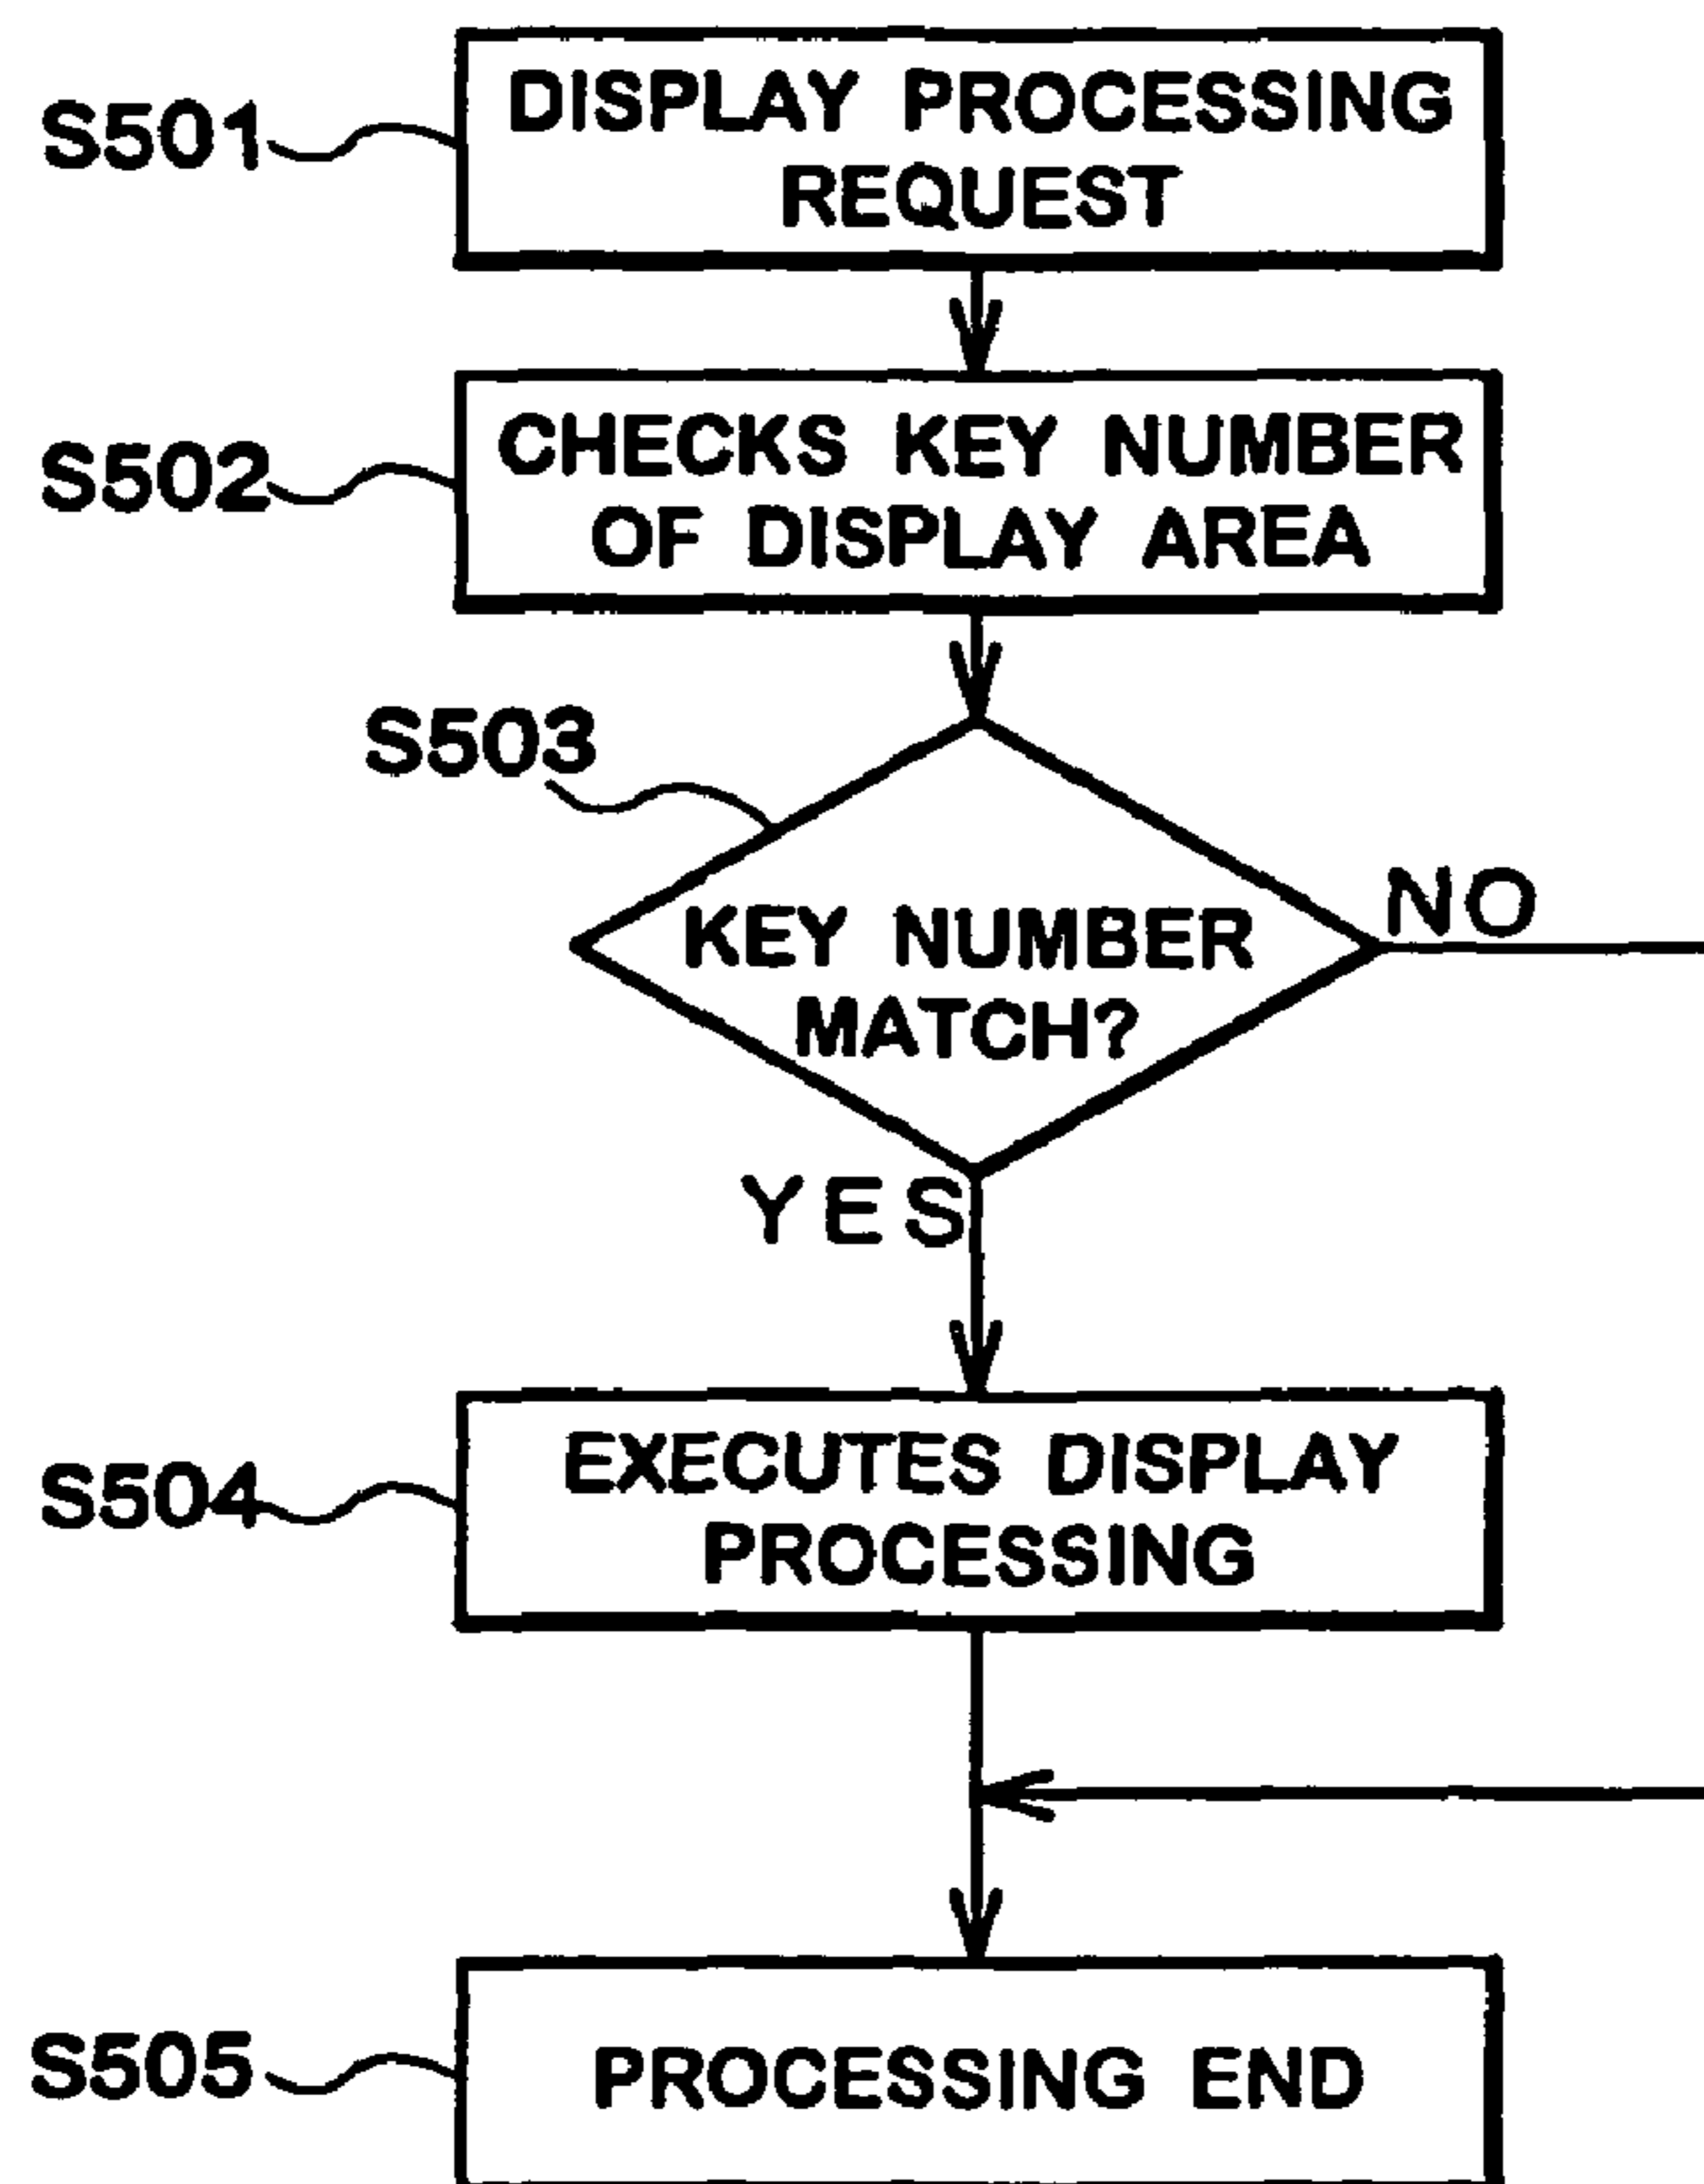 S501
DISPLAY PROCESSING
REQUEST
S502
CHECKS KEY NUMBER
OF DISPLAY AREA
S503
KEY NUMBER
MATCH?
NO
YES
S504
EXECUTES DISPLAY
PROCESSING
S505
PROCESSING END